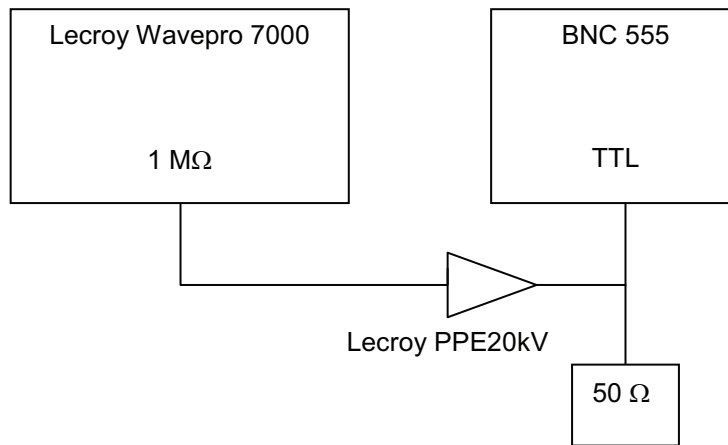 Lecroy Wavepro 7000
1 MΩ
BNC 555
TTL
Lecroy PPE20kV
50 Ω